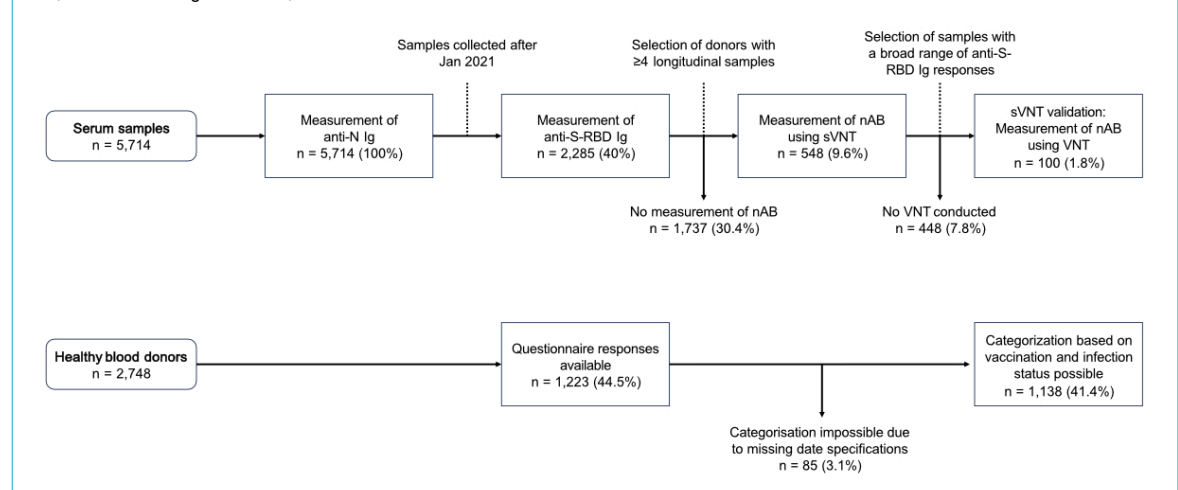 Samples collected after
Jan 2021
Selection of donors with
≥4 longitudinal samples
Selection of samples with
a broad range of anti-S-
RBD Ig responses
Serum samples
n = 5,714
Measurement of
anti-N Ig
n = 5,714 (100%)
Measurement of
anti-S-RBD Ig
n = 2,285 (40%)
Measurement of nAB
using sVNT
n = 548 (9.6%)
sVNT validation:
Measurement of nAB
using VNT
n = 100 (1.8%)
No measurement of nAB
n = 1,737 (30.4%)
No VNT conducted
n = 448 (7.8%)
Healthy blood donors
n = 2,748
Questionnaire responses
available
n = 1,223 (44.5%)
Categorization based on
vaccination and infection
status possible
n = 1,138 (41.4%)
Categorisation impossible due
to missing date specifications
n = 85 (3.1%)